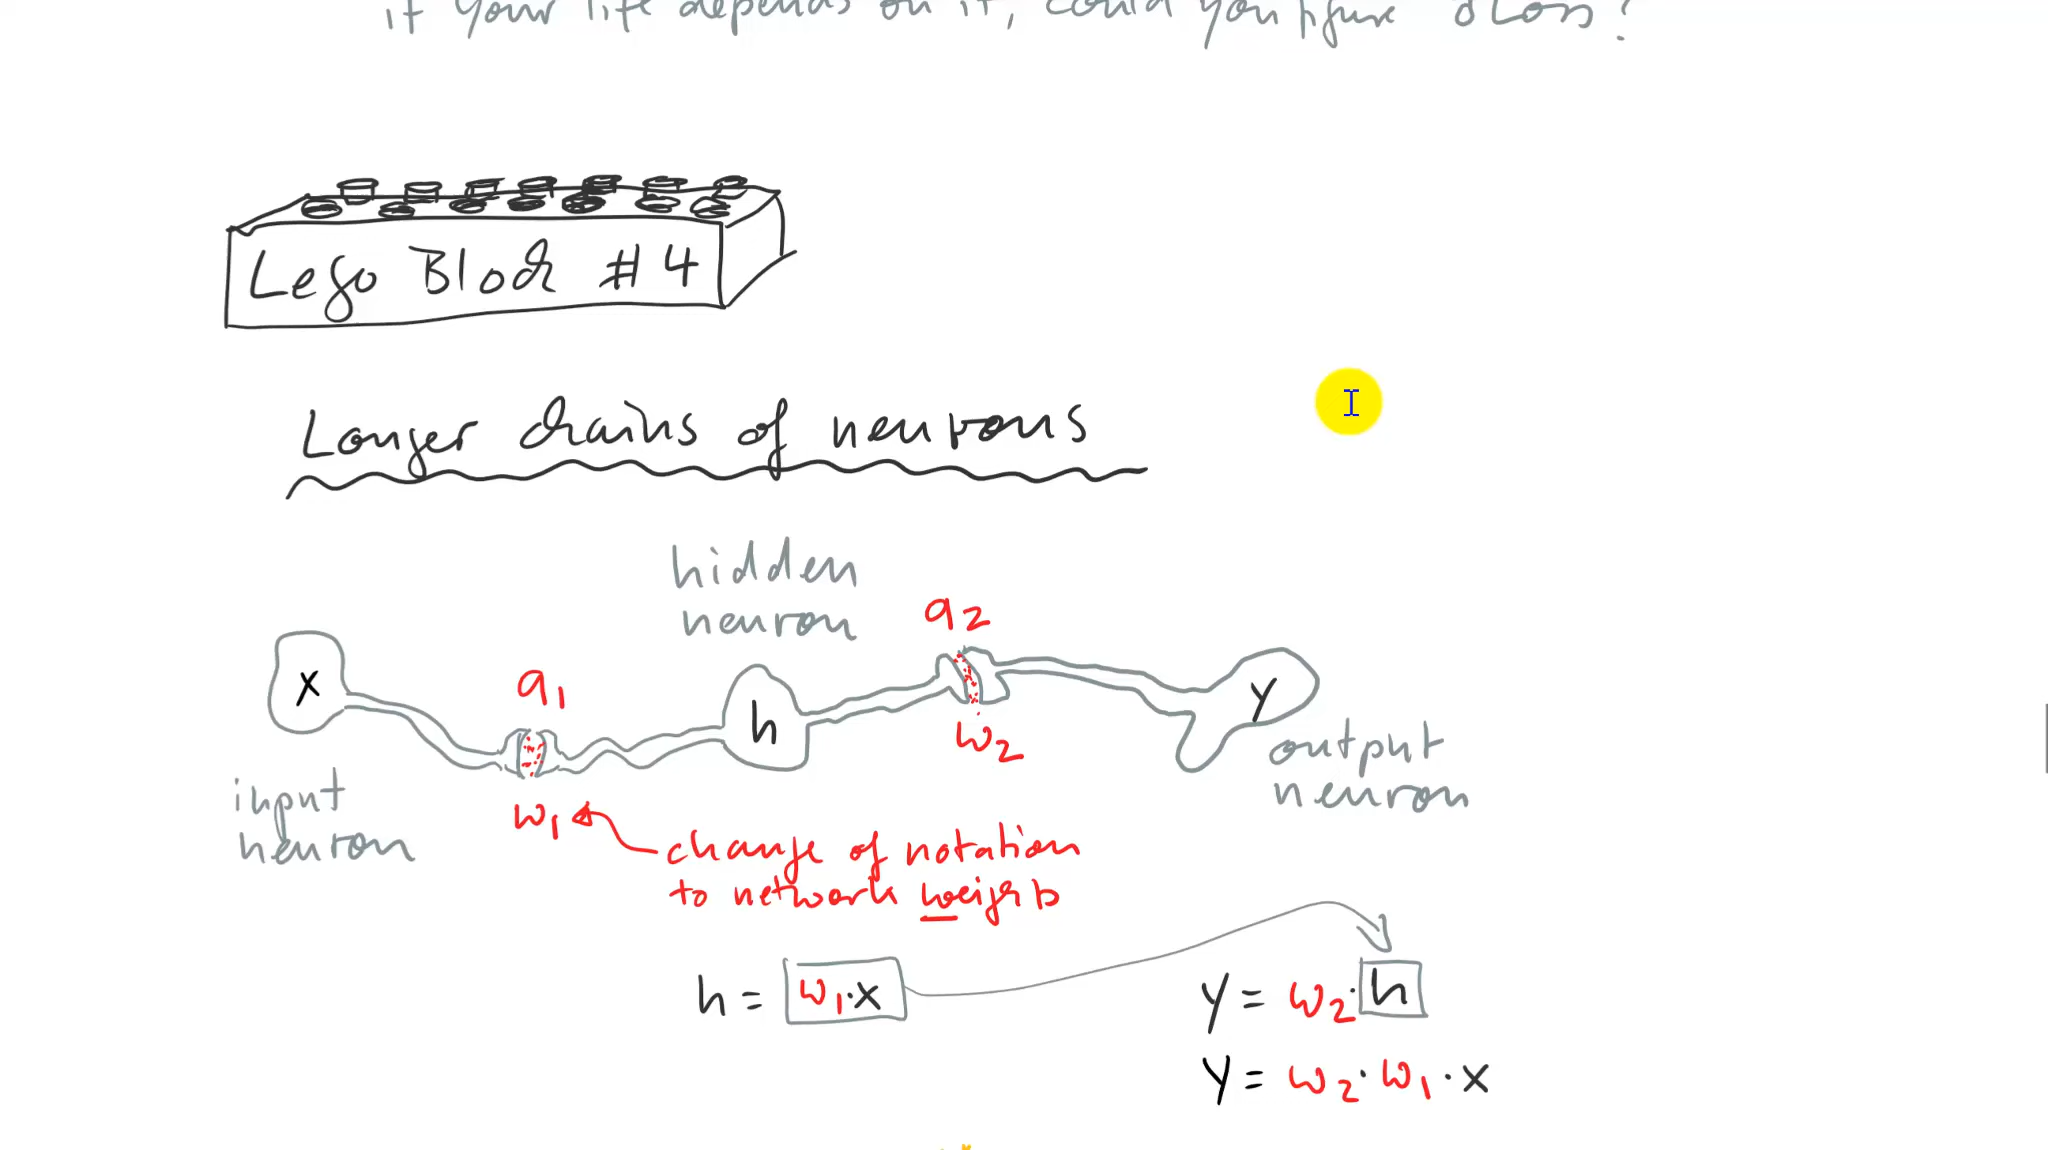 if your life depends on it, could you figure ∂Loss?
Lego Block #4
Longer chains of neurons
hidden
neuron
a2
x
a1
h
w2
y
output
neuron
input
neuron
w1
change of notation
to network weights
h = w1·x
y = w2·h
y = w2·w1·x